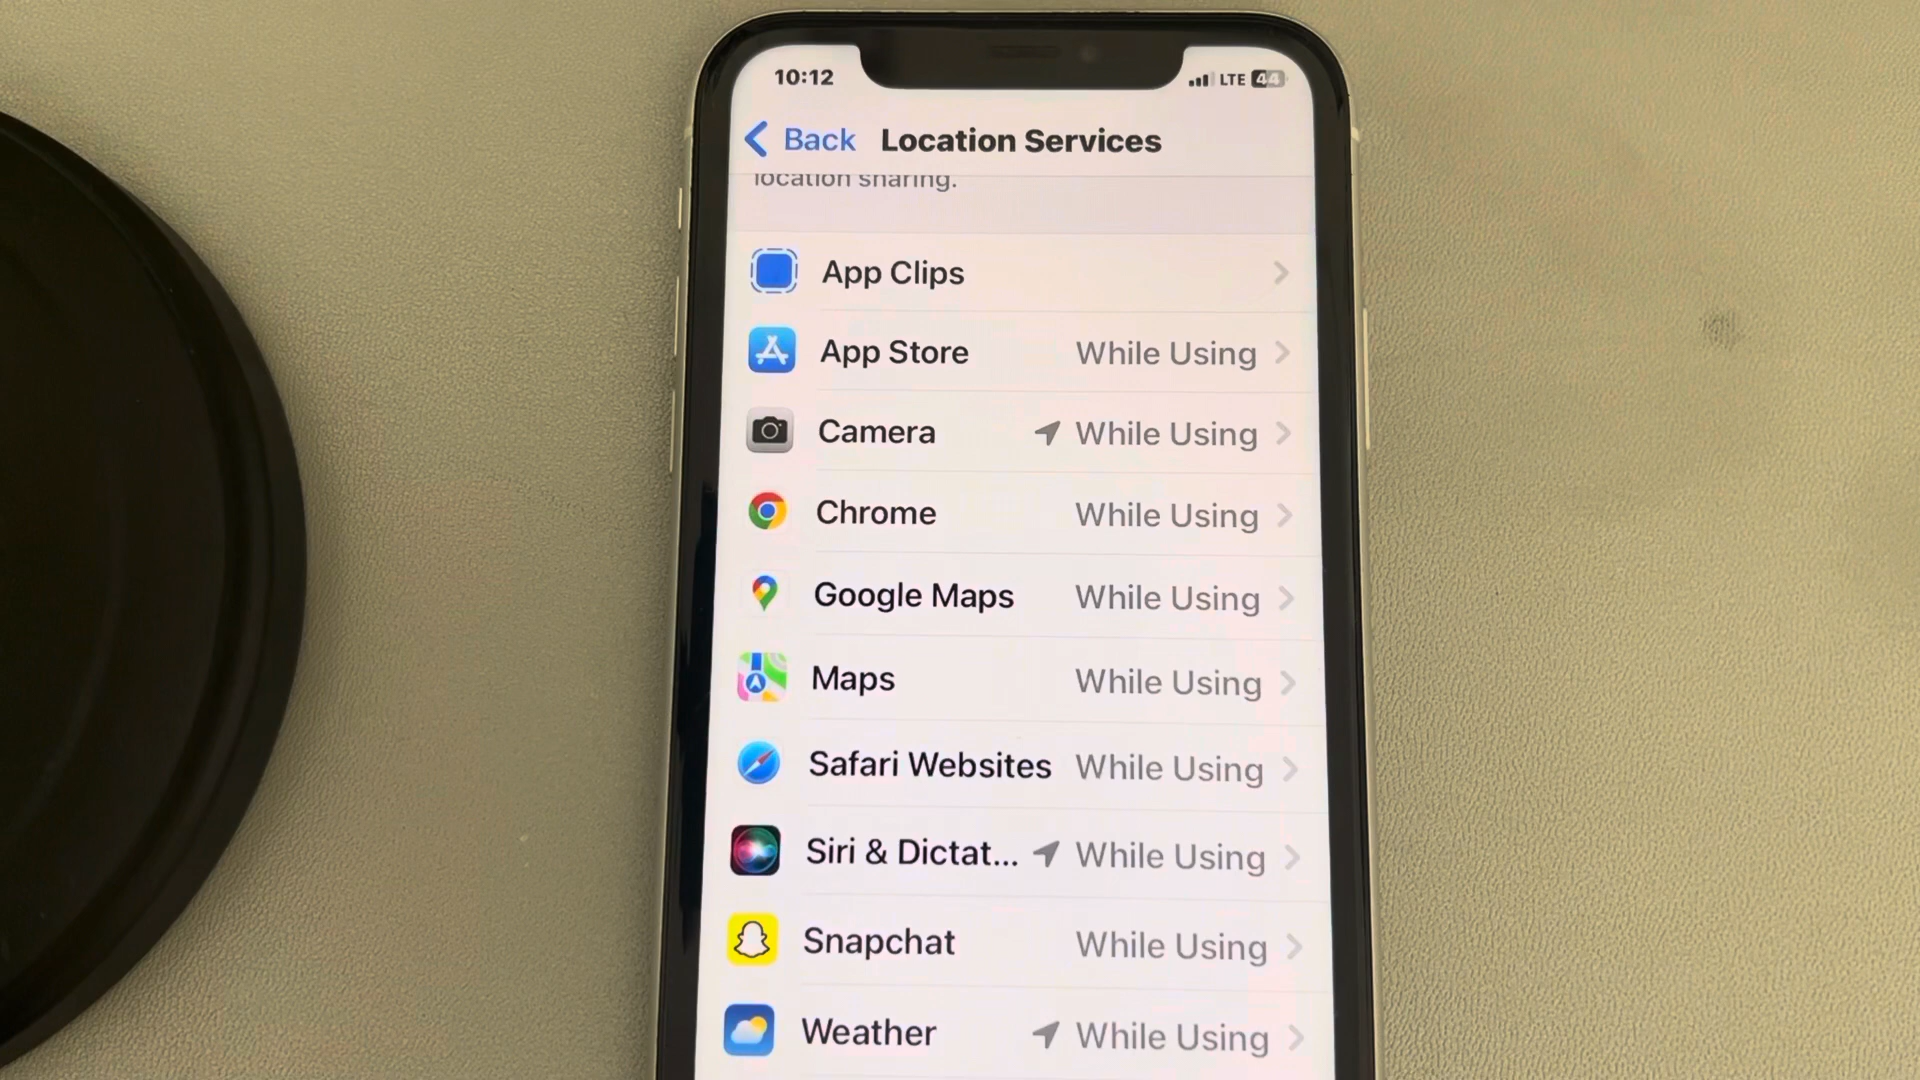 10:12 LTE 44
Back Location Services
location sharing.
App Clips
App Store While Using
Camera While Using
Chrome While Using
Google Maps While Using
Maps While Using
Safari Websites While Using
Siri & Dictat... While Using
Snapchat While Using
Weather While Using